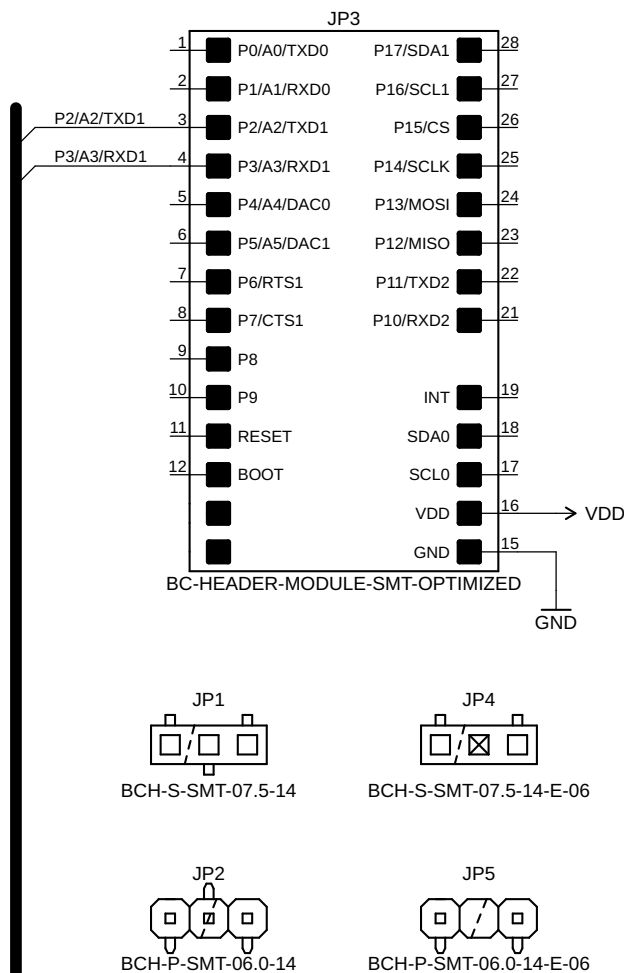 JP3
1 P0/A0/TXD0 P17/SDA1 28
2 P1/A1/RXD0 P16/SCL1 27
P2/A2/TXD1 3 P2/A2/TXD1 P15/CS 26
P3/A3/RXD1 4 P3/A3/RXD1 P14/SCLK 25
5 P4/A4/DAC0 P13/MOSI 24
6 P5/A5/DAC1 P12/MISO 23
7 P6/RTS1 P11/TXD2 22
8 P7/CTS1 P10/RXD2 21
9 P8
10 P9 INT 19
11 RESET SDA0 18
12 BOOT SCL0 17
VDD 16 VDD
GND 15
BC-HEADER-MODULE-SMT-OPTIMIZED
GND
JP1 JP4
BCH-S-SMT-07.5-14 BCH-S-SMT-07.5-14-E-06
JP2 JP5
BCH-P-SMT-06.0-14 BCH-P-SMT-06.0-14-E-06